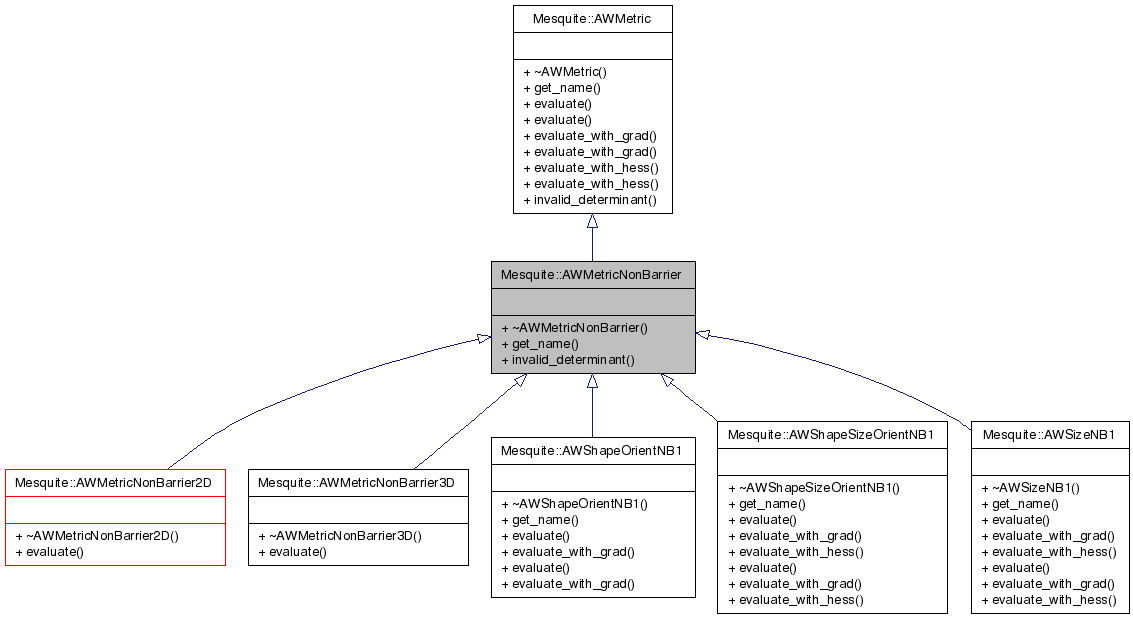 Mesquite::AWMetric
+ ~AWMetric()
+ get_name()
+ evaluate()
+ evaluate()
+ evaluate_with_grad()
+ evaluate_with_grad()
+ evaluate_with_hess()
+ evaluate_with_hess()
+ invalid_determinant()
Mesquite::AWMetricNonBarrier
+ ~AWMetricNonBarrier()
+ get_name()
+ invalid_determinant()
Mesquite::AWMetricNonBarrier2D
+ ~AWMetricNonBarrier2D()
+ evaluate()
Mesquite::AWMetricNonBarrier3D
+ ~AWMetricNonBarrier3D()
+ evaluate()
Mesquite::AWShapeOrientNB1
+ ~AWShapeOrientNB1()
+ get_name()
+ evaluate()
+ evaluate_with_grad()
+ evaluate()
+ evaluate_with_grad()
Mesquite::AWShapeSizeOrientNB1
+ ~AWShapeSizeOrientNB1()
+ get_name()
+ evaluate()
+ evaluate_with_grad()
+ evaluate_with_hess()
+ evaluate()
+ evaluate_with_grad()
+ evaluate_with_hess()
Mesquite::AWSizeNB1
+ ~AWSizeNB1()
+ get_name()
+ evaluate()
+ evaluate_with_grad()
+ evaluate_with_hess()
+ evaluate()
+ evaluate_with_grad()
+ evaluate_with_hess()